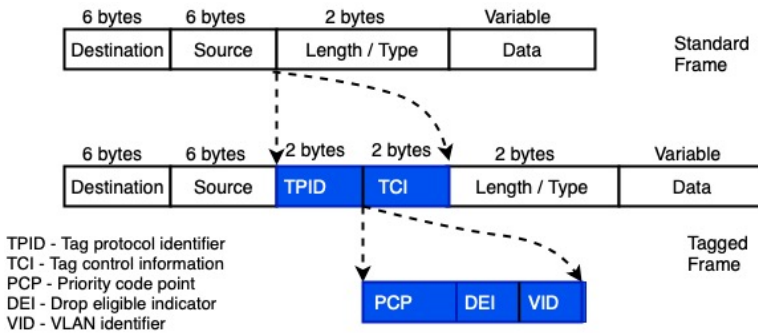 6 bytes 6 bytes 2 bytes Variable
Destination Source Length / Type Data
Standard
Frame
6 bytes 6 bytes 2 bytes 2 bytes 2 bytes Variable
Destination Source TPID TCI Length / Type Data
Tagged
Frame
TPID - Tag protocol identifier
TCI - Tag control information
PCP - Priority code point
DEI - Drop eligible indicator
VID - VLAN identifier
PCP DEI VID